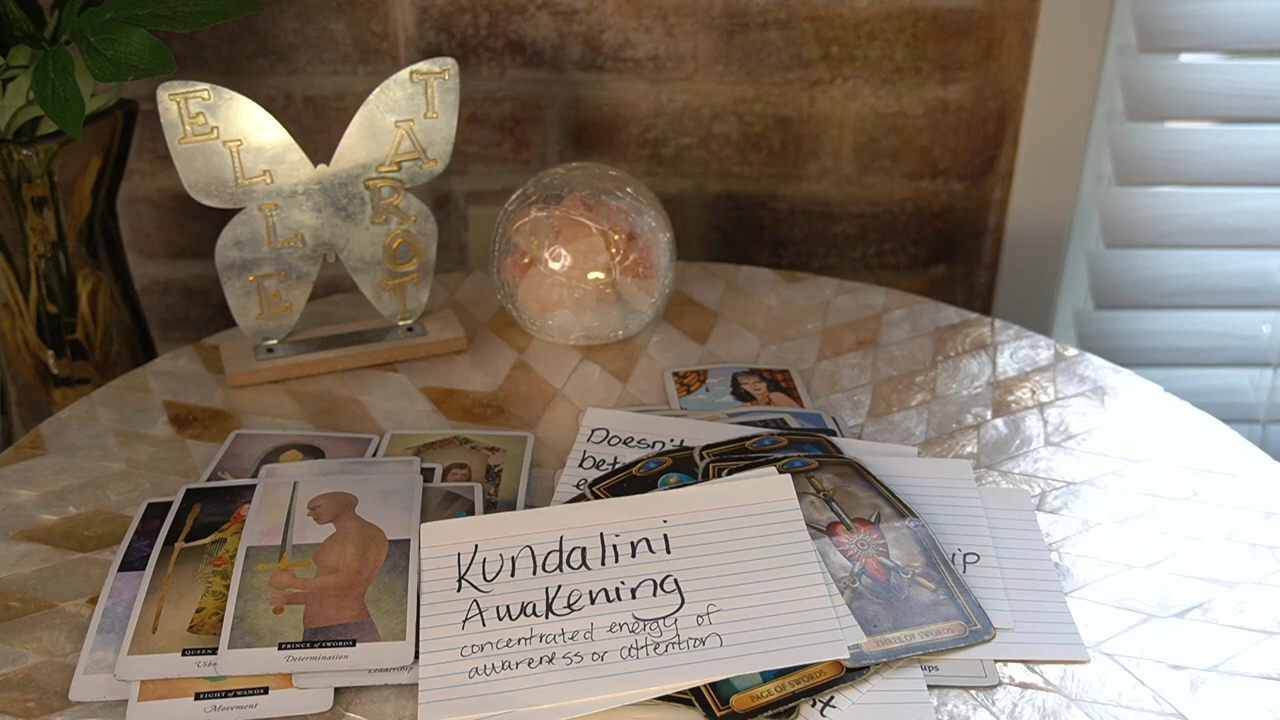 ELLE
TAROT
Doesn't
Kundalini
Awakening
concentrated energy of
awareness or attention
THREE OF SWORDS
PAGE OF SWORDS
QUEEN
PRINCE of SWORDS
Determination
Leadership
EIGHT of WANDS
Movement